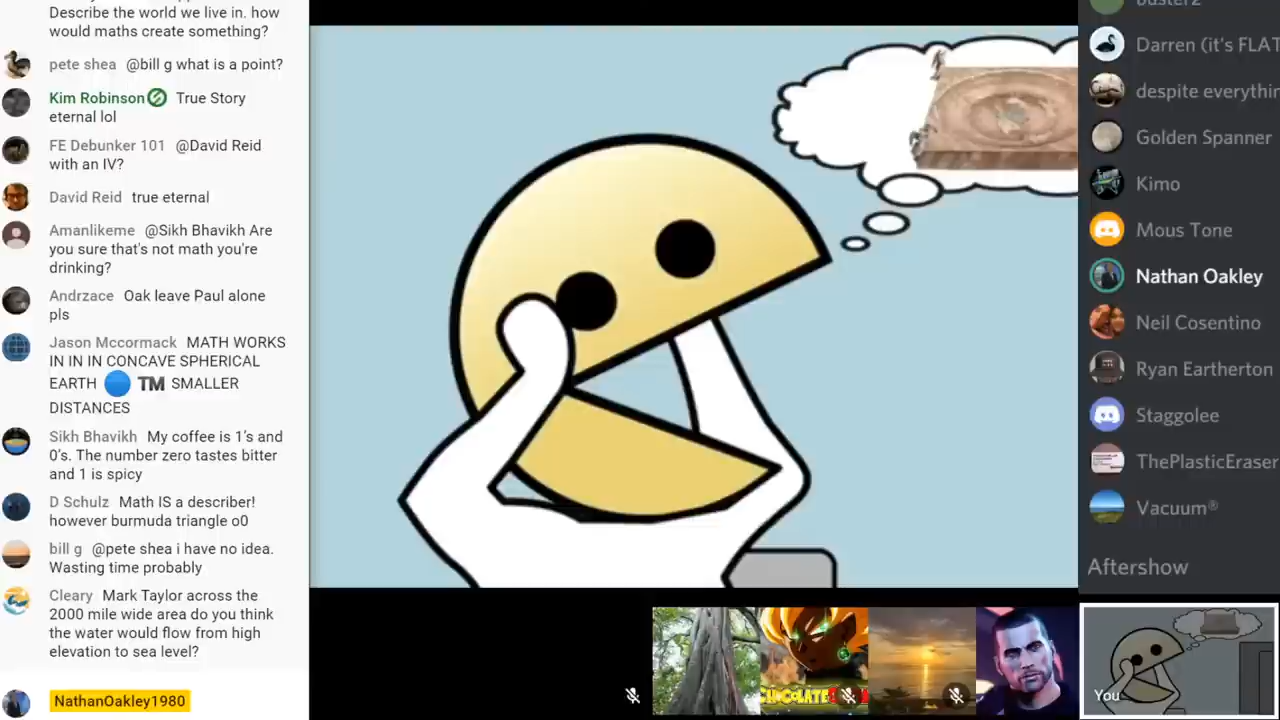 Describe the world we live in. how
would maths create something?
pete shea @bill g what is a point?
Kim Robinson True Story
eternal lol
FE Debunker 101 @David Reid
with an IV?
David Reid true eternal
Amanlikeme @Sikh Bhavikh Are
you sure that's not math you're
drinking?
Andrzace Oak leave Paul alone
pls
Jason Mccormack MATH WORKS
IN IN IN CONCAVE SPHERICAL
EARTH 🔵 TM SMALLER
DISTANCES
Sikh Bhavikh My coffee is 1's and
0's. The number zero tastes bitter
and 1 is spicy
D Schulz Math IS a describer!
however burmuda triangle o0
bill g @pete shea i have no idea.
Wasting time probably
Cleary Mark Taylor across the
2000 mile wide area do you think
the water would flow from high
elevation to sea level?
NathanOakley1980
Darren (it's FLAT
despite everythin
Golden Spanner
Kimo
Mous Tone
Nathan Oakley
Neil Cosentino
Ryan Eartherton
Staggolee
ThePlasticEraser
Vacuum®
Aftershow
CHOCOLATE
You